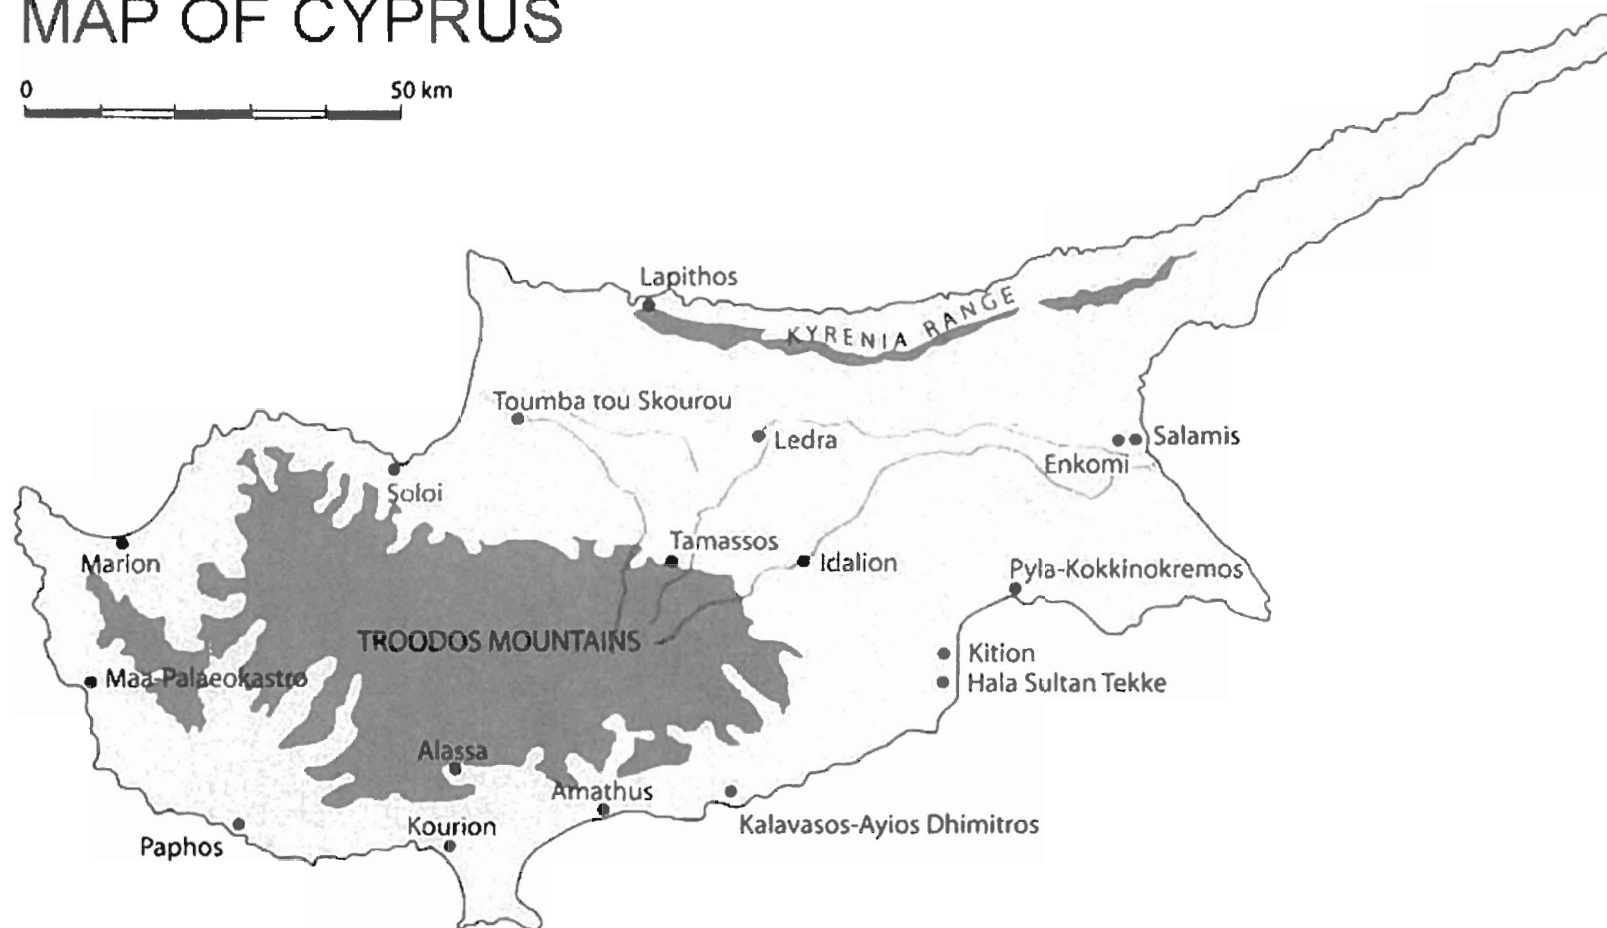 MAP OF CYPRUS
0 50 km
Lapithos
KYRENIA RANGE
Toumba tou Skourou
Ledra
Salamis
Enkomi
Soloi
Tamassos
Marion
Idalion
Pyla-Kokkinokremos
TROODOS MOUNTAINS
Kition
Maa-Palaeokastro
Hala Sultan Tekke
Alassa
Amathus
Kalavasos-Ayios Dhimitros
Kourion
Paphos